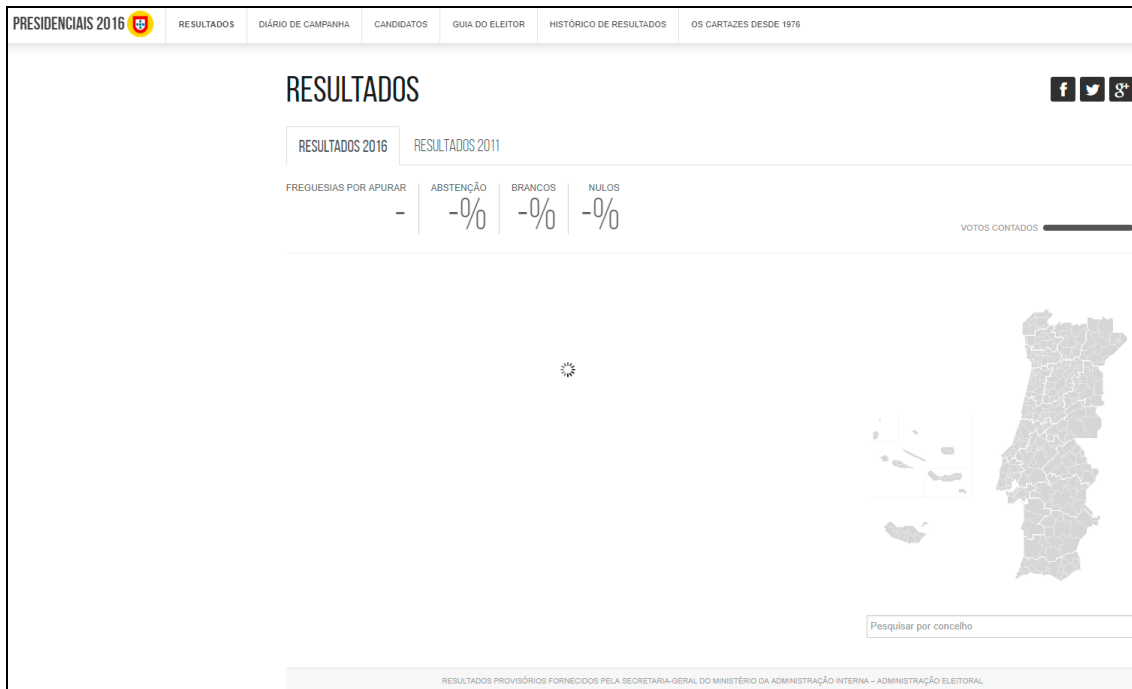 PRESIDENCIAIS 2016
RESULTADOS
DIÁRIO DE CAMPANHA
CANDIDATOS
GUIA DO ELEITOR
HISTÓRICO DE RESULTADOS
OS CARTAZES DESDE 1976
RESULTADOS
f
g+
RESULTADOS 2016
RESULTADOS 2011
FREGUESIAS POR APURAR
-
ABSTENÇÃO
-%
BRANCOS
-%
NULOS
-%
VOTOS CONTADOS
Pesquisar por concelho
RESULTADOS PROVISÓRIOS FORNECIDOS PELA SECRETARIA-GERAL DO MINISTÉRIO DA ADMINISTRAÇÃO INTERNA – ADMINISTRAÇÃO ELEITORAL